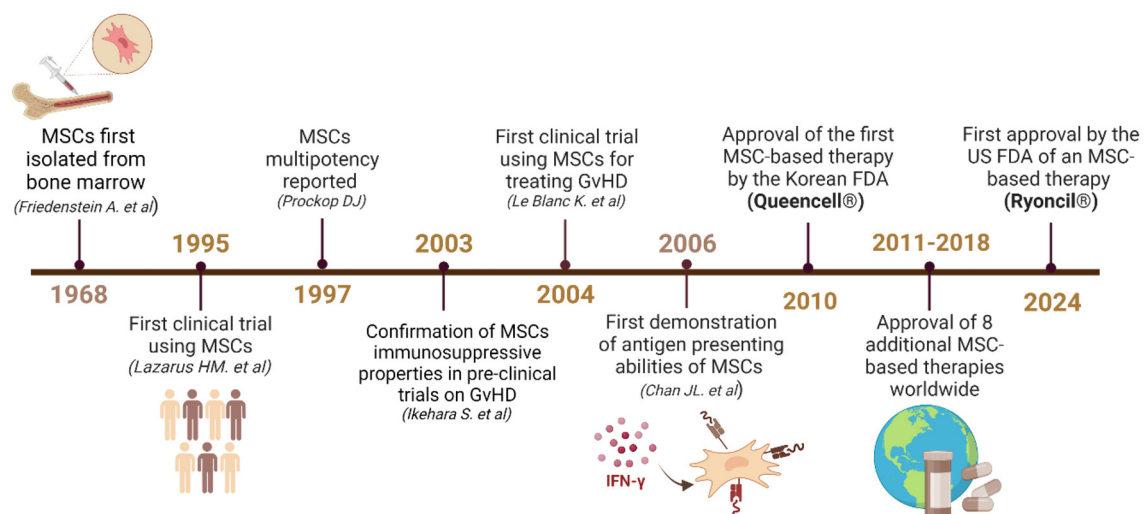 MSCs first
isolated from
bone marrow
(Friedenstein A. et al)
1968
1995
First clinical trial
using MSCs
(Lazarus HM. et al)
MSCs
multipotency
reported
(Prockop DJ)
1997
2003
Confirmation of MSCs
immunosuppressive
properties in pre-clinical
trials on GvHD
(Ikehara S. et al)
First clinical trial
using MSCs for
treating GvHD
(Le Blanc K. et al)
2004
2006
First demonstration
of antigen presenting
abilities of MSCs
(Chan JL. et al)
IFN-γ
Approval of the first
MSC-based therapy
by the Korean FDA
(Queencell®)
2010
2011-2018
Approval of 8
additional MSC-
based therapies
worldwide
First approval by the
US FDA of an MSC-
based therapy
(Ryoncil®)
2024